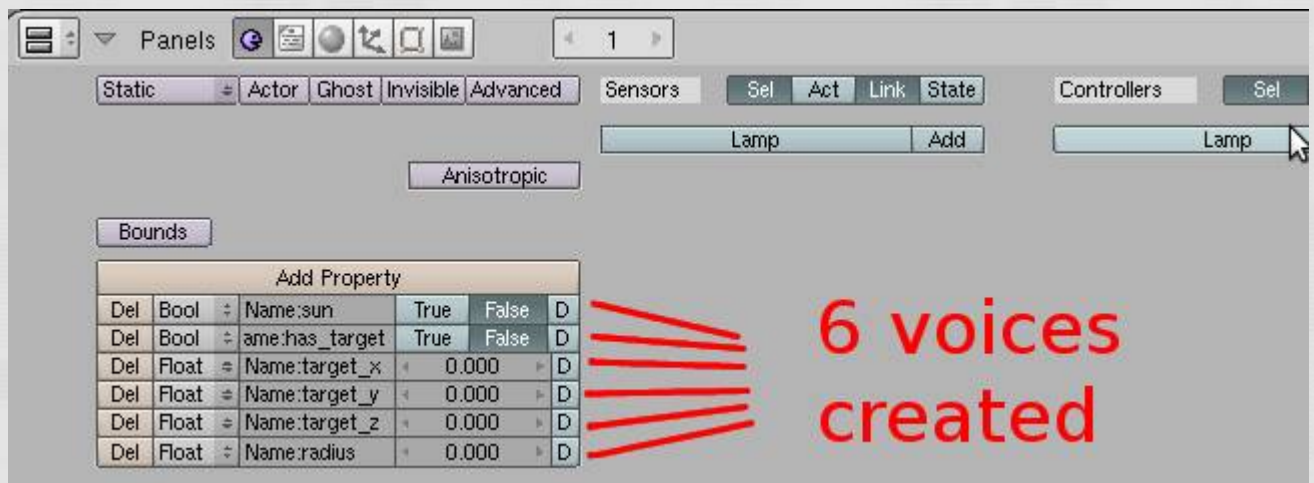 Panels 1
Static Actor Ghost Invisible Advanced Sensors Sel Act Link State Controllers Sel
Lamp Add Lamp
Anisotropic
Bounds
Add Property
Del Bool Name:sun True False D
Del Bool ame:has_target True False D
Del Float Name:target_x 0.000 D
Del Float Name:target_y 0.000 D
Del Float Name:target_z 0.000 D
Del Float Name:radius 0.000 D
6 voices
created